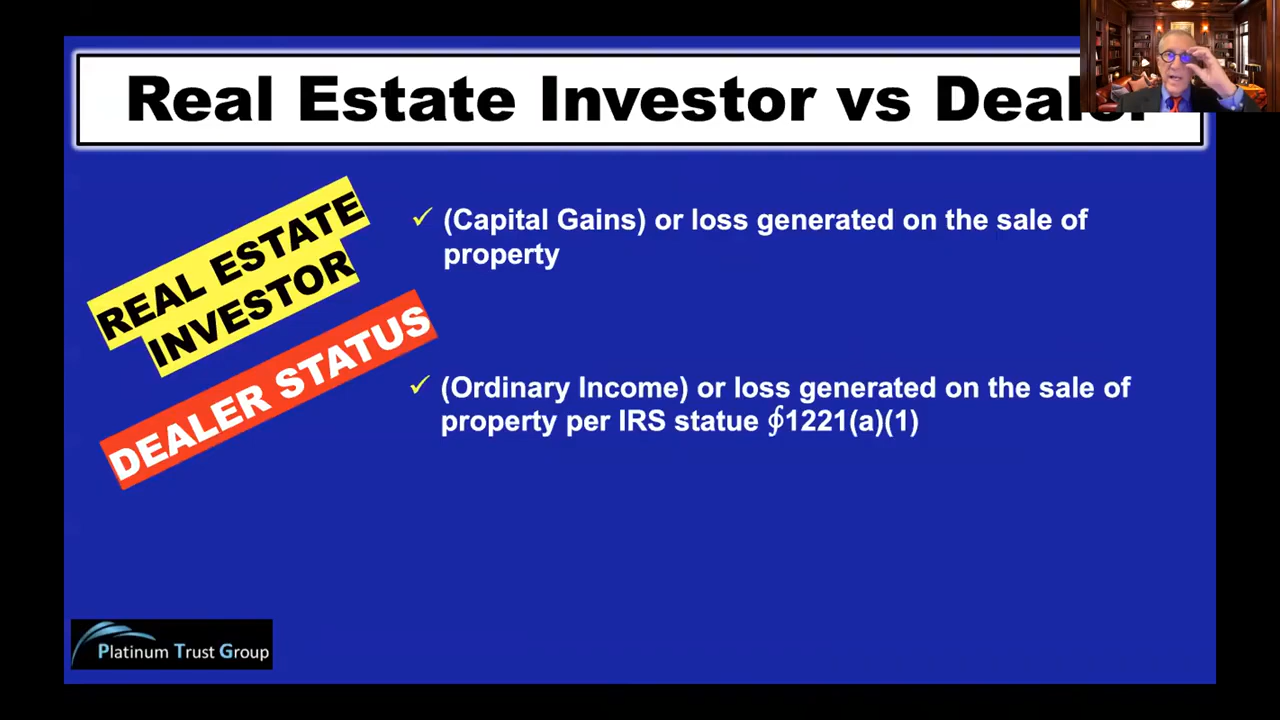 Real Estate Investor vs Dealer
REAL ESTATE
INVESTOR
✓ (Capital Gains) or loss generated on the sale of
property
DEALER STATUS
✓ (Ordinary Income) or loss generated on the sale of
property per IRS statue ∮1221(a)(1)
Platinum Trust Group